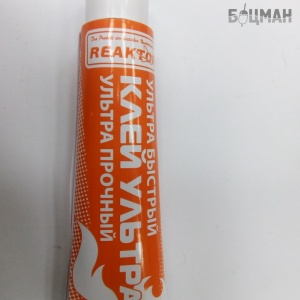 БОЦМАН
REAKTOR
УЛЬТРА БЫСТРЫЙ
КЛЕЙ УЛЬТРА
УЛЬТРА ПРОЧНЫЙ